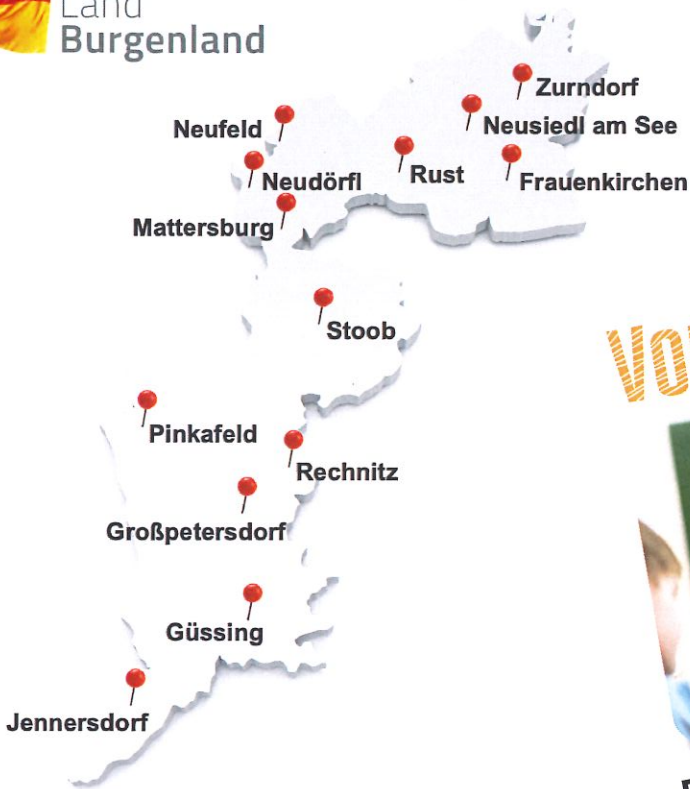 Land
Burgenland
Zurndorf
Neufeld
Neusiedl am See
Neudörfl
Rust
Frauenkirchen
Mattersburg
Stoob
Pinkafeld
Rechnitz
Großpetersdorf
Güssing
Jennersdorf